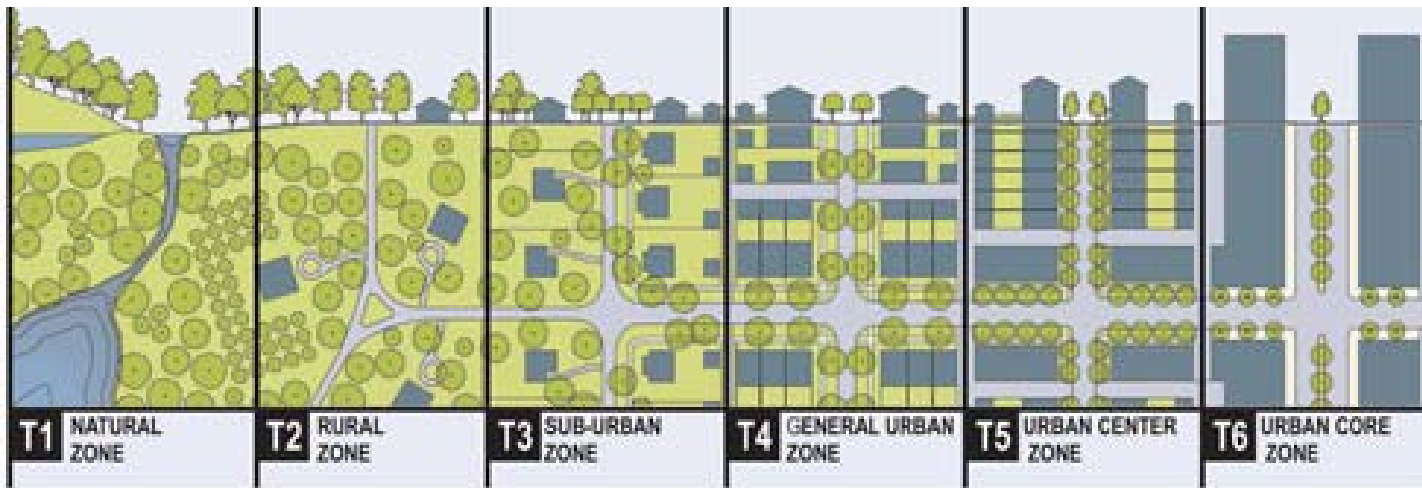 T1 NATURAL
ZONE
T2 RURAL
ZONE
T3 SUB-URBAN
ZONE
T4 GENERAL URBAN
ZONE
T5 URBAN CENTER
ZONE
T6 URBAN CORE
ZONE